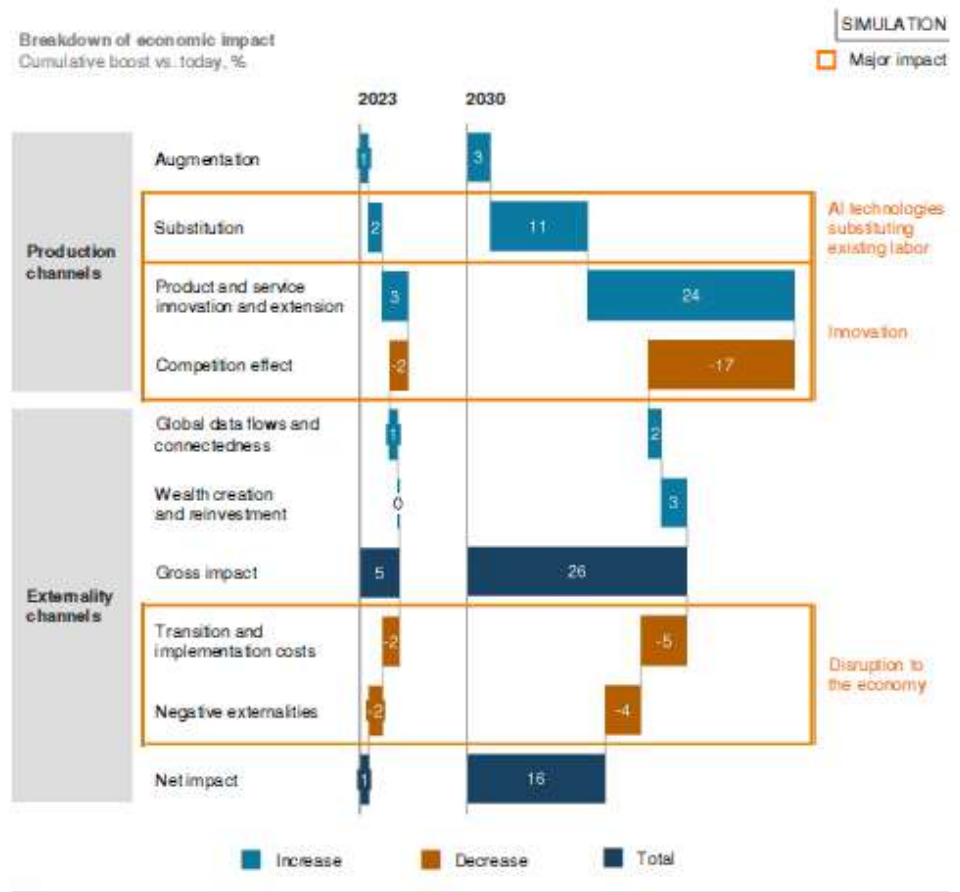 SIMULATION
Breakdown of economic impact
Cumulative boost vs. today, %
Major impact
2023
2030
Augmentation
1
3
Substitution
2
11
AI technologies
substituting
existing labor
Production
channels
Product and service
innovation and extension
3
24
Innovation
Competition effect
-2
-17
Global data flows and
connectedness
1
2
Wealth creation
and reinvestment
0
3
Gross impact
5
26
Externality
channels
Transition and
implementation costs
-2
-5
Disruption to
the economy
Negative externalities
-2
-4
Net impact
1
16
Increase
Decrease
Total